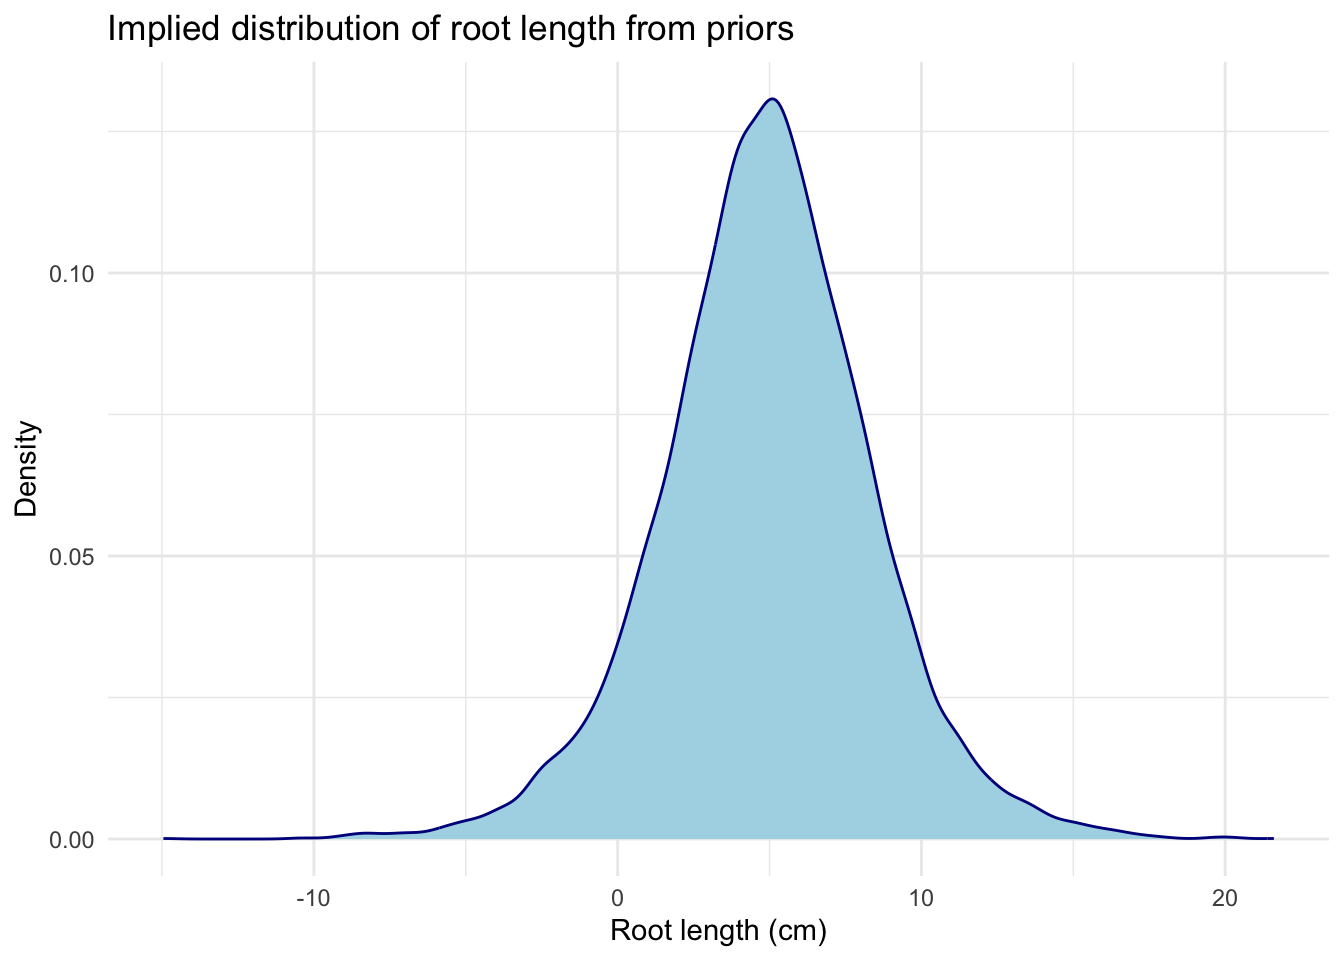 Implied distribution of root length from priors
Density
0.10
0.05
0.00
-10 0 10 20
Root length (cm)